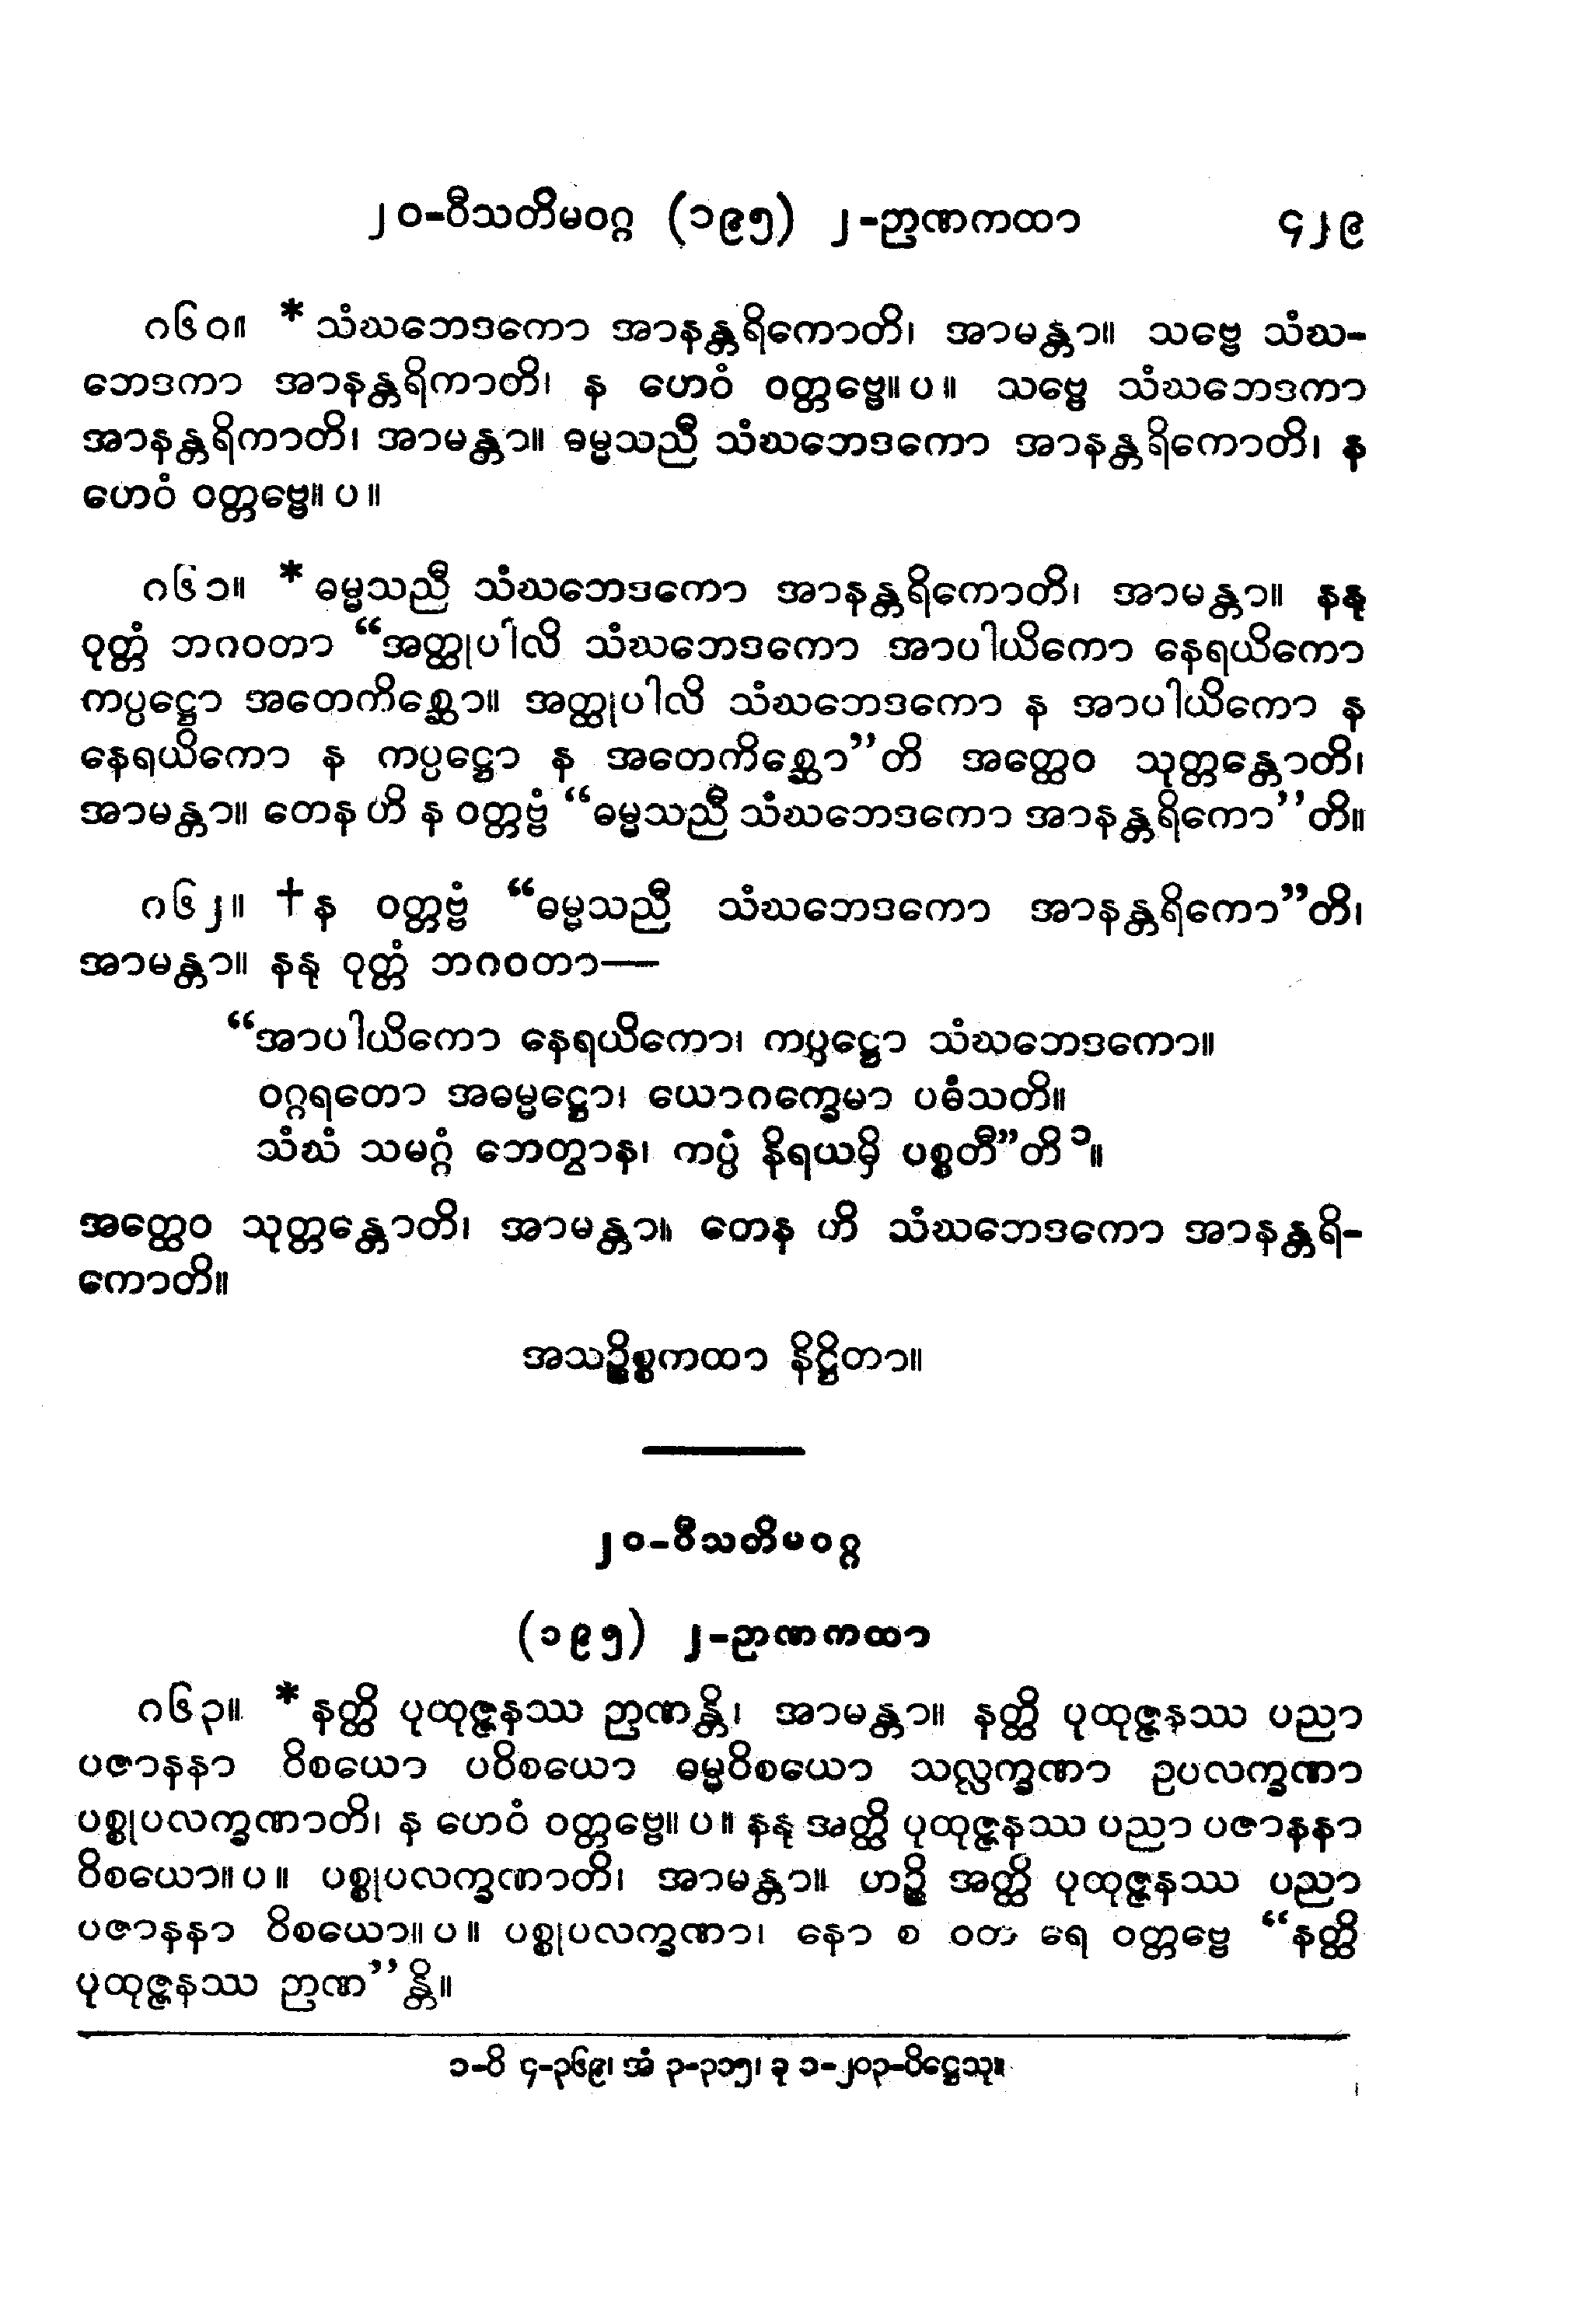 ၂၀-ဝီသတိမဝဂ္ဂ (၁၉၅) ၂-ဉာဏကထာ ၄၂၉
၈၆၀။ * သံဃဘေဒကော အာနန္တရိကောတိ၊ အာမန္တာ။ သဗ္ဗေ သံဃ-
ဘေဒကာ အာနန္တရိကာတိ၊ န ဟေဝံ ဝတ္တဗ္ဗေ။ ပ ။ သဗ္ဗေ သံဃဘေဒကာ
အာနန္တရိကာတိ၊ အာမန္တာ။ ဓမ္မသညီ သံဃဘေဒကော အာနန္တရိကောတိ၊ န
ဟေဝံ ဝတ္တဗ္ဗေ။ ပ ။
၈၆၁။ * ဓမ္မသညီ သံဃဘေဒကော အာနန္တရိကောတိ၊ အာမန္တာ။ နနု
ဝုတ္တံ ဘဂဝတာ “အတ္ထုပါလိ သံဃဘေဒကော အာပါယိကော နေရယိကော
ကပ္ပဋ္ဌော အတေကိစ္ဆော။ အတ္ထုပါလိ သံဃဘေဒကော န အာပါယိကော န
နေရယိကော န ကပ္ပဋ္ဌော န အတေကိစ္ဆော”တိ အတ္ထေဝ သုတ္တန္တောတိ၊
အာမန္တာ။ တေန ဟိ န ဝတ္တဗ္ဗံ “ဓမ္မသညီ သံဃဘေဒကော အာနန္တရိကော”တိ။
၈၆၂။ † န ဝတ္တဗ္ဗံ “ဓမ္မသညီ သံဃဘေဒကော အာနန္တရိကော”တိ၊
အာမန္တာ။ နနု ဝုတ္တံ ဘဂဝတာ—
“အာပါယိကော နေရယိကော၊ ကပ္ပဋ္ဌော သံဃဘေဒကော။
ဝဂ္ဂရတော အဓမ္မဋ္ဌော၊ ယောဂက္ခေမာ ပဓံသတိ။
သံဃံ သမဂ္ဂံ ဘေတွာန၊ ကပ္ပံ နိရယမှိ ပစ္စတီ”တိ ၁။
အတ္ထေဝ သုတ္တန္တောတိ၊ အာမန္တာ။ တေန ဟိ သံဃဘေဒကော အာနန္တရိ-
ကောတိ။
အသဉ္စိစ္စကထာ နိဋ္ဌိတာ။
၂၀-ဝီသတိမဝဂ္ဂ
(၁၉၅) ၂-ဉာဏကထာ
၈၆၃။ * နတ္ထိ ပုထုဇ္ဇနဿ ဉာဏန္တိ၊ အာမန္တာ။ နတ္ထိ ပုထုဇ္ဇနဿ ပညာ
ပဇာနနာ ဝိစယော ပဝိစယော ဓမ္မဝိစယော သလ္လက္ခဏာ ဥပလက္ခဏာ
ပစ္စုပလက္ခဏာတိ၊ န ဟေဝံ ဝတ္တဗ္ဗေ။ ပ ။ နနု အတ္ထိ ပုထုဇ္ဇနဿ ပညာ ပဇာနနာ
ဝိစယော။ ပ ။ ပစ္စုပလက္ခဏာတိ၊ အာမန္တာ။ ဟဉ္စိ အတ္ထိ ပုထုဇ္ဇနဿ ပညာ
ပဇာနနာ ဝိစယော။ ပ ။ ပစ္စုပလက္ခဏာ၊ နော စ ဝတ ရေ ဝတ္တဗ္ဗေ “နတ္ထိ
ပုထုဇ္ဇနဿ ဉာဏ”န္တိ။
၁-ဝိ ၄-၃၆၉၊ အံ ၃-၃၁၅၊ ခု ၁-၂၀၃-ပိဋ္ဌေသု။